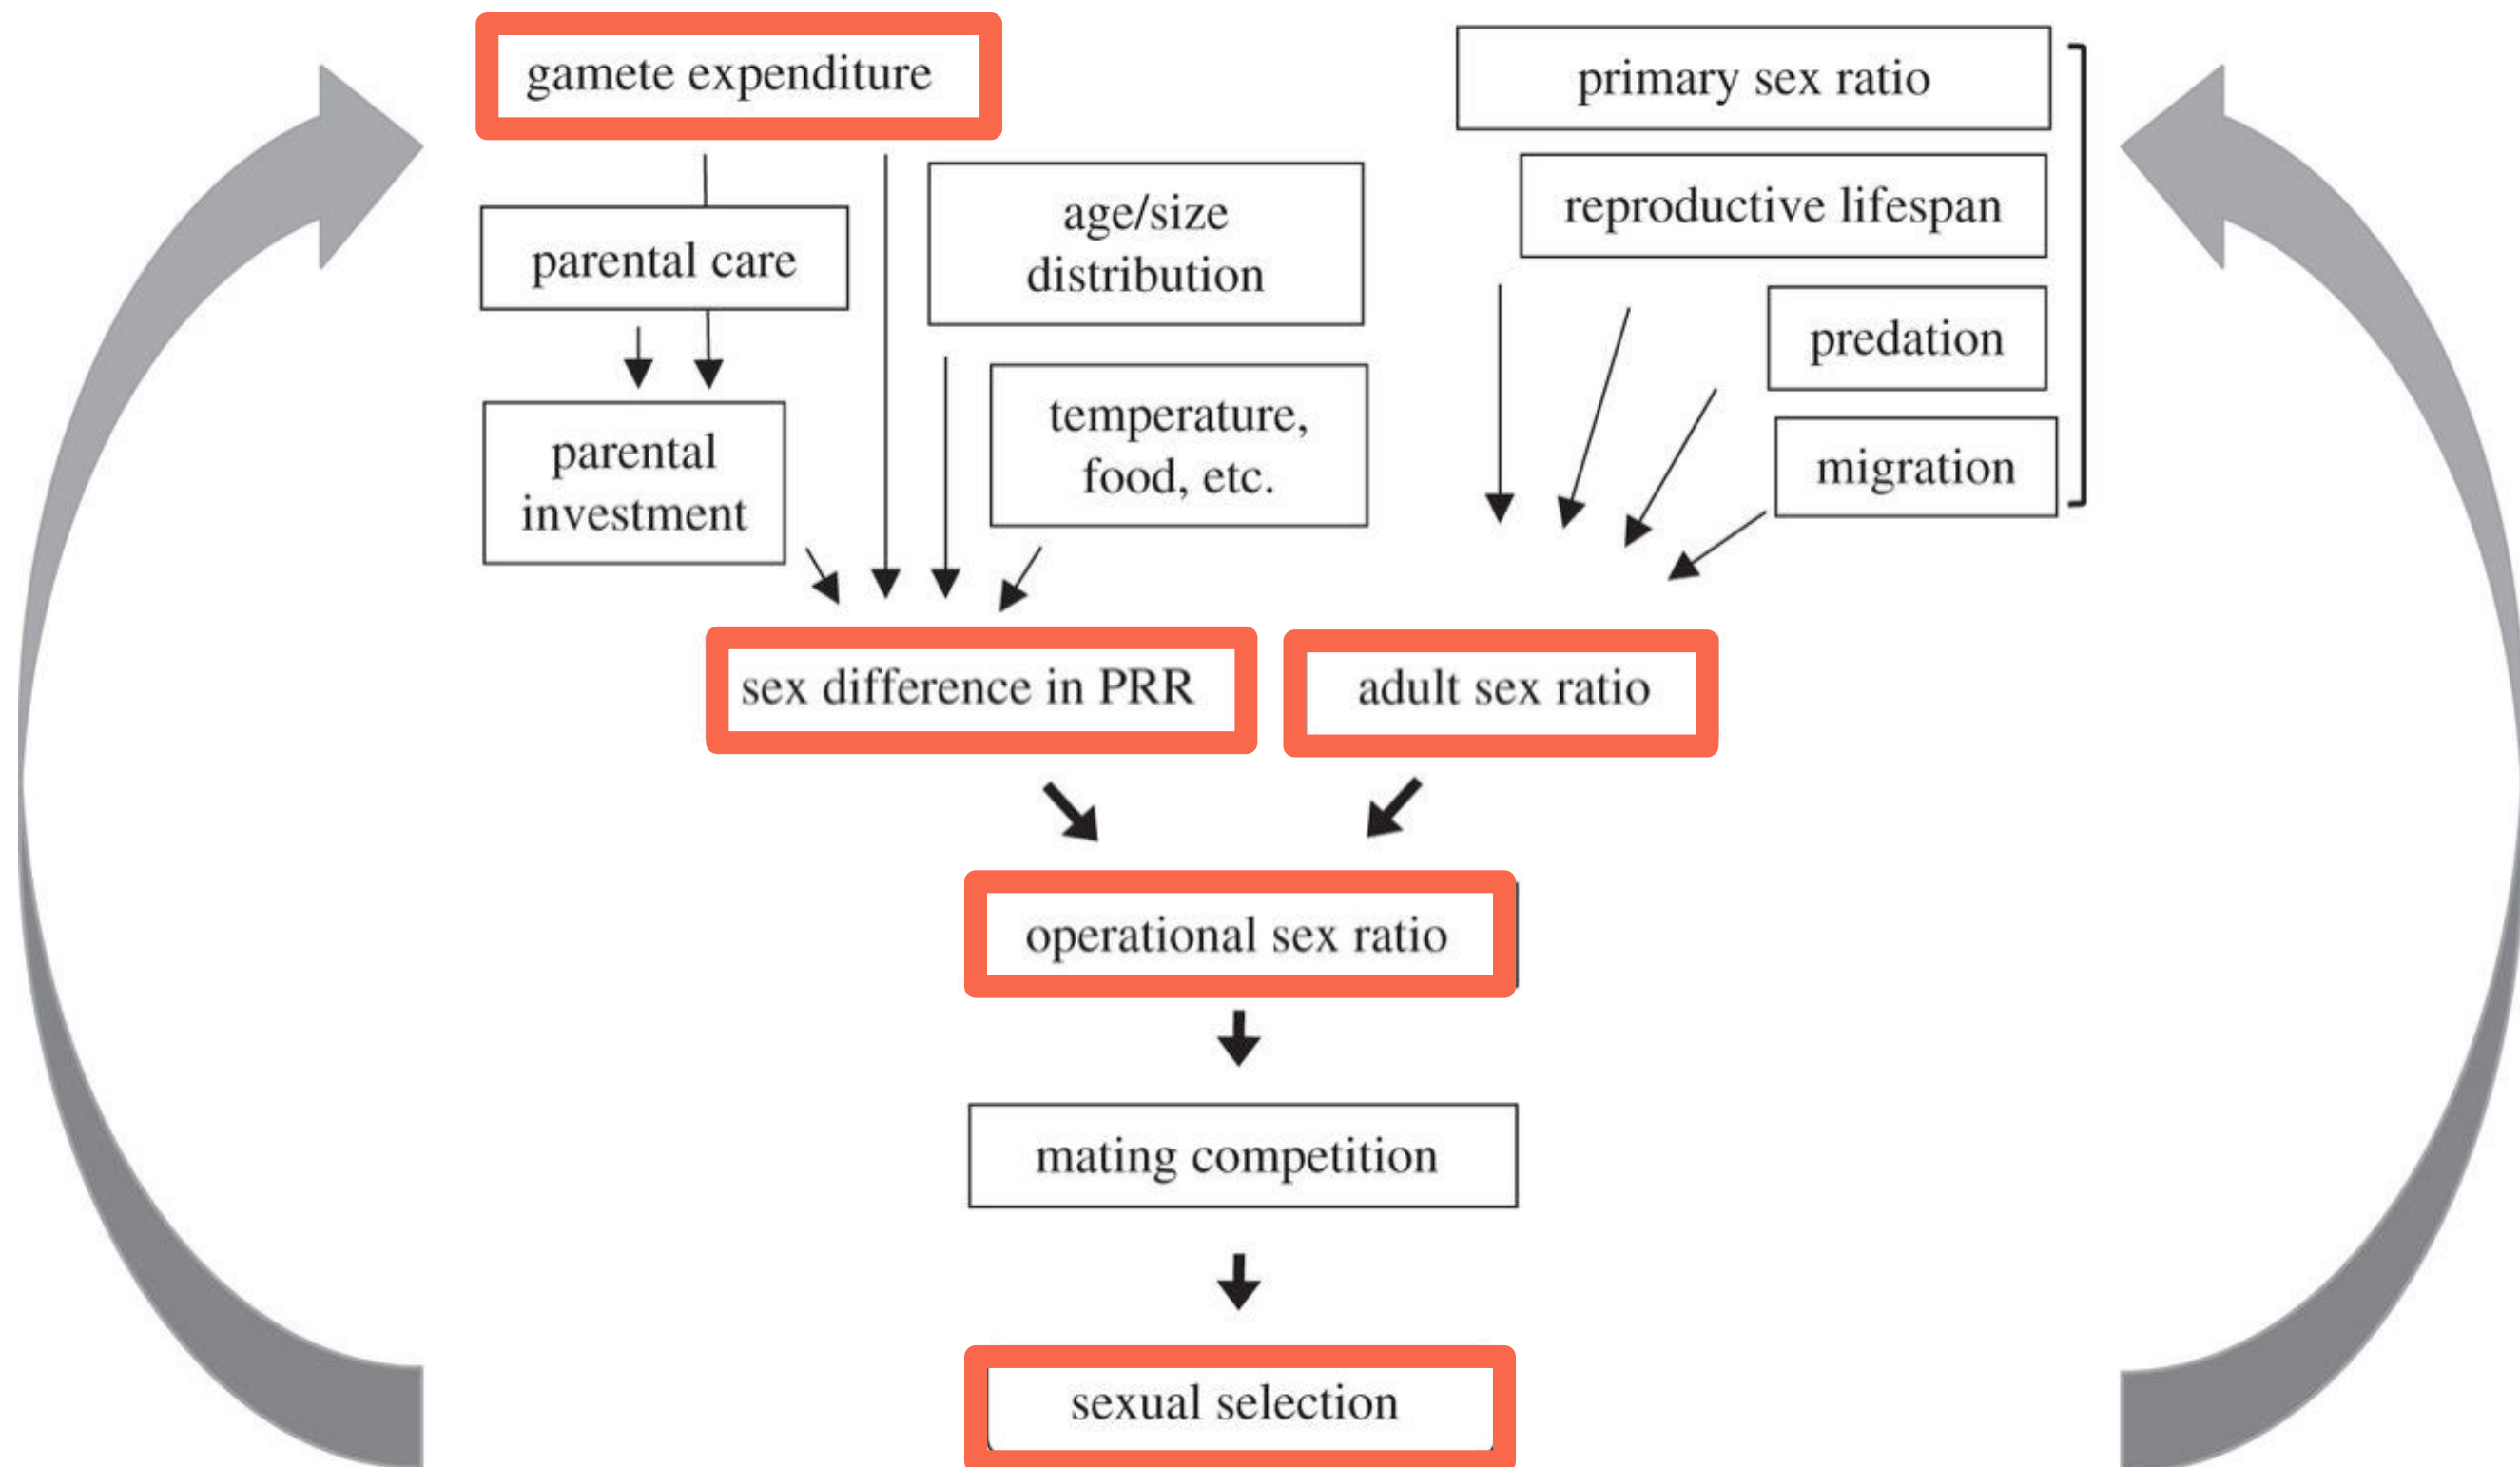 gamete expenditure
primary sex ratio
parental care
age/size
distribution
reproductive lifespan
predation
parental
investment
temperature,
food, etc.
migration
sex difference in PRR
adult sex ratio
operational sex ratio
mating competition
sexual selection